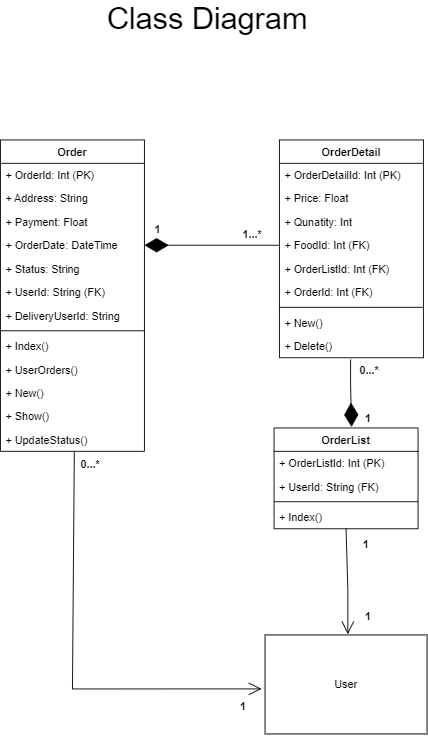 Class Diagram
Order
+ OrderId: Int (PK)
+ Address: String
+ Payment: Float
+ OrderDate: DateTime
+ Status: String
+ UserId: String (FK)
+ DeliveryUserId: String
+ Index()
+ UserOrders()
+ New()
+ Show()
+ UpdateStatus()
1
1...*
OrderDetail
+ OrderDetailId: Int (PK)
+ Price: Float
+ Qunatity: Int
+ FoodId: Int (FK)
+ OrderListId: Int (FK)
+ OrderId: Int (FK)
+ New()
+ Delete()
0...*
1
OrderList
+ OrderListId: Int (PK)
+ UserId: String (FK)
+ Index()
0...*
1
1
1
User